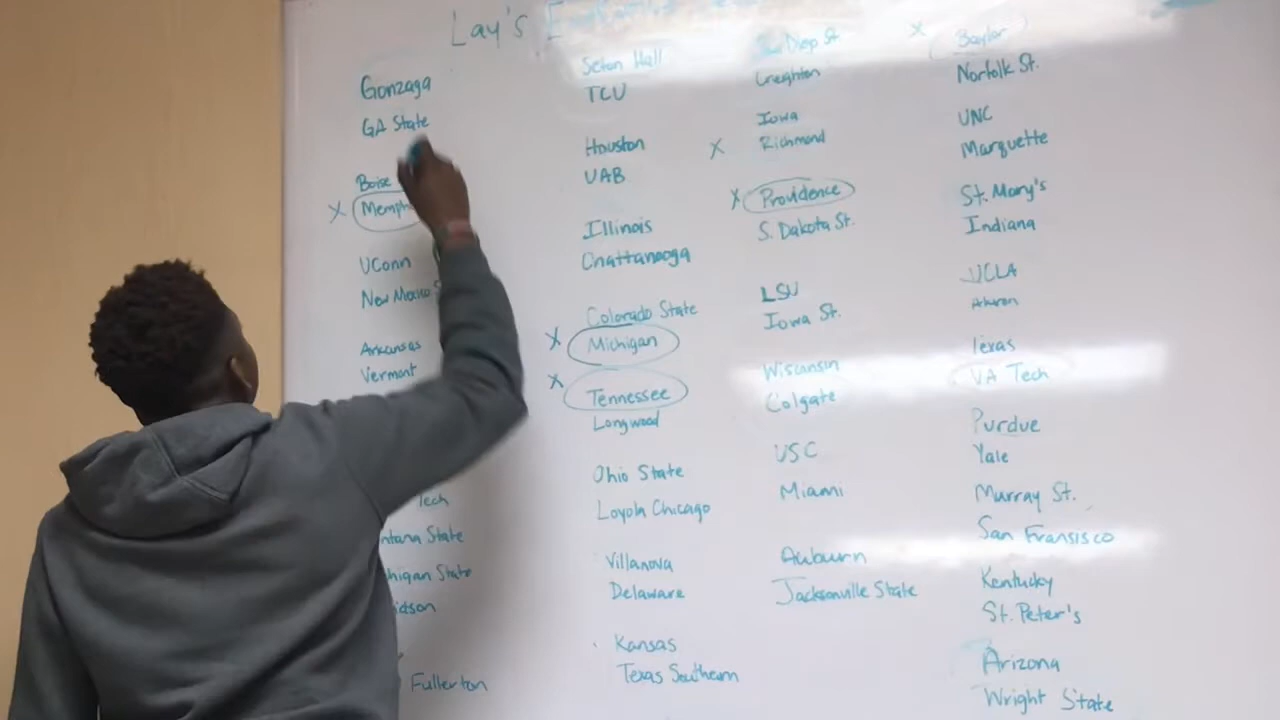 Lay's
Gonzaga
GA State
Boise
X Memph
UConn
New Mexico S
Arkansas
Vermont
Tech
ntana State
higan State
idson
Fullerton
Seton Hall
TCU
Houston
UAB
Illinois
Chattanooga
Colorado State
X Michigan
X Tennessee
Longwood
Ohio State
Loyola Chicago
Villanova
Delaware
Kansas
Texas Southern
San Diego St
Creighton
Iowa
X Richmond
X Providence
S. Dakota St.
LSU
Iowa St.
Wisconsin
Colgate
USC
Miami
Auburn
Jacksonville State
X Baylor
Norfolk St.
UNC
Marquette
St. Mary's
Indiana
UCLA
Akron
Texas
VA Tech
Purdue
Yale
Murray St.
San Fransisco
Kentucky
St. Peter's
Arizona
Wright State